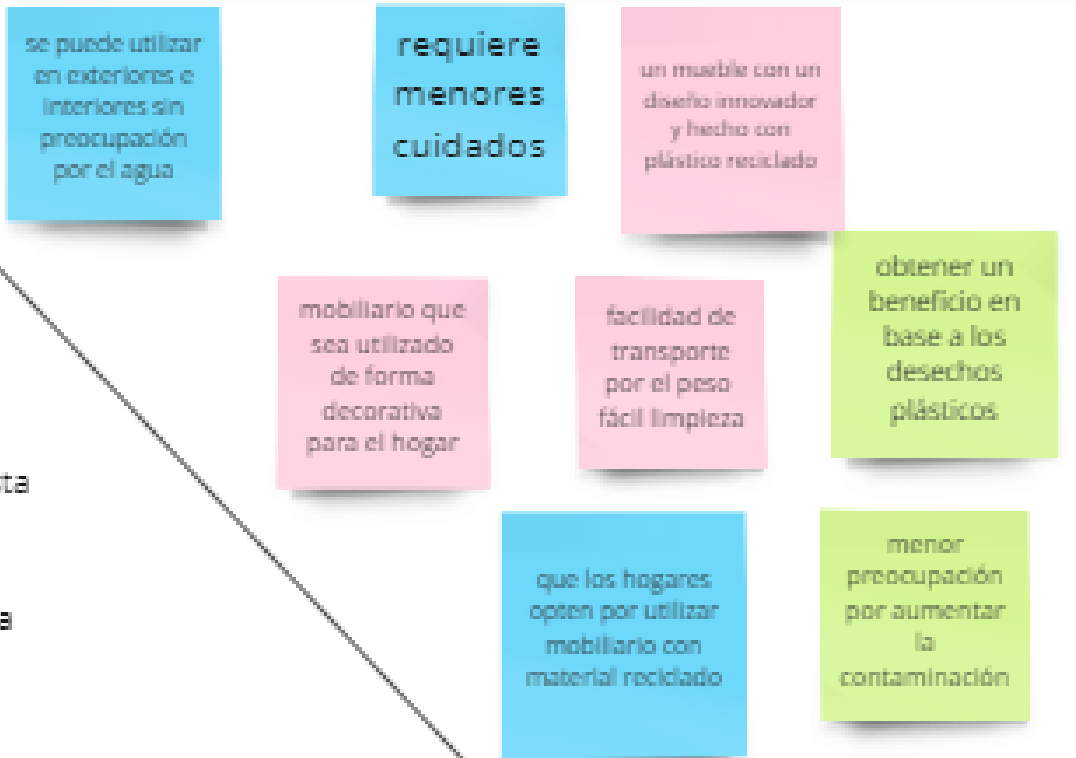 se puede utilizar
en exteriores e
interiores sin
preocupación
por el agua
requiere
menores
cuidados
un mueble con un
diseño innovador
y hecho con
plástico reciclado
mobiliario que
sea utilizado
de forma
decorativa
para el hogar
facilidad de
transporte
por el peso
fácil limpieza
obtener un
beneficio en
base a los
desechos
plásticos
ta
a
que los hogares
opten por utilizar
mobiliario con
material reciclado
menor
preocupación
por aumentar
la
contaminación